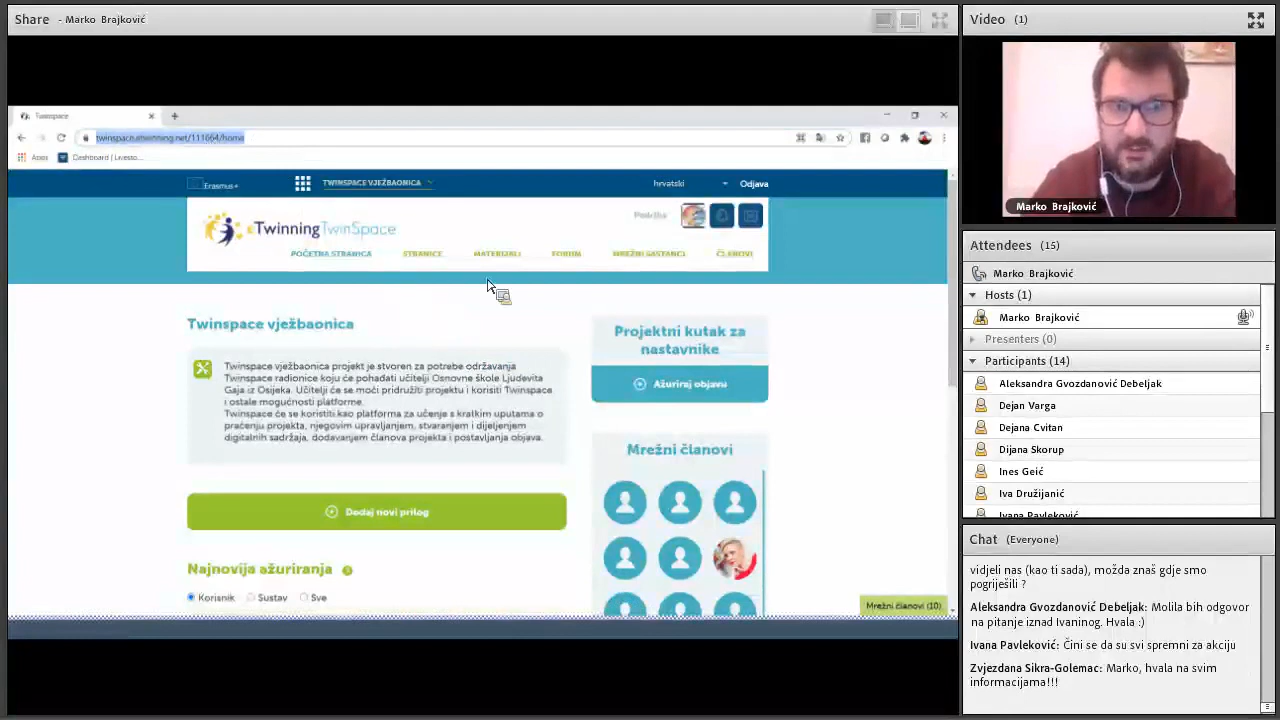 Share - Marko Brajković
Video (1)
Twinspace
twinspace.etwinning.net/111664/home
Apps Dashboard | Livesto...
Erasmus+ TWINSPACE VJEŽBAONICA hrvatski Odjava
eTwinningTwinSpace Podrška
POČETNA STRANICA STRANICE MATERIJALI FORUM MREŽNI SASTANCI ČLANOVI
Twinspace vježbaonica
Twinspace vježbaonica projekt je stvoren za potrebe održavanja
Twinspace radionice koju će pohađati učitelji Osnovne škole Ljudevita
Gaja iz Osijeka. Učitelji će se moći pridružiti projektu i korisiti Twinspace
i ostale mogućnosti platforme.
Twinspace će se koristiti kao platforma za učenje s kratkim uputama o
praćenju projekta, njegovim upravljanjem, stvaranjem i dijeljenjem
digitalnih sadržaja, dodavanjem članova projekta i postavljanja objava.
Dodaj novi prilog
Najnovija ažuriranja ?
Korisnik Sustav Sve
Projektni kutak za
nastavnike
Ažuriraj objavu
Mrežni članovi
Mrežni članovi (10)
Marko Brajković
Attendees (15)
Marko Brajković
Hosts (1)
Marko Brajković
Presenters (0)
Participants (14)
Aleksandra Gvozdanović Debeljak
Dejan Varga
Dejana Cvitan
Dijana Skorup
Ines Geić
Iva Družijanić
Ivana Pavleković
Chat (Everyone)
vidjeli nas (kao ti sada), možda znaš gdje smo
pogriješili ?
Aleksandra Gvozdanović Debeljak: Molila bih odgovor
na pitanje iznad Ivaninog. Hvala :)
Ivana Pavleković: Čini se da su svi spremni za akciju
Zvjezdana Sikra-Golemac: Marko, hvala na svim
informacijama!!!